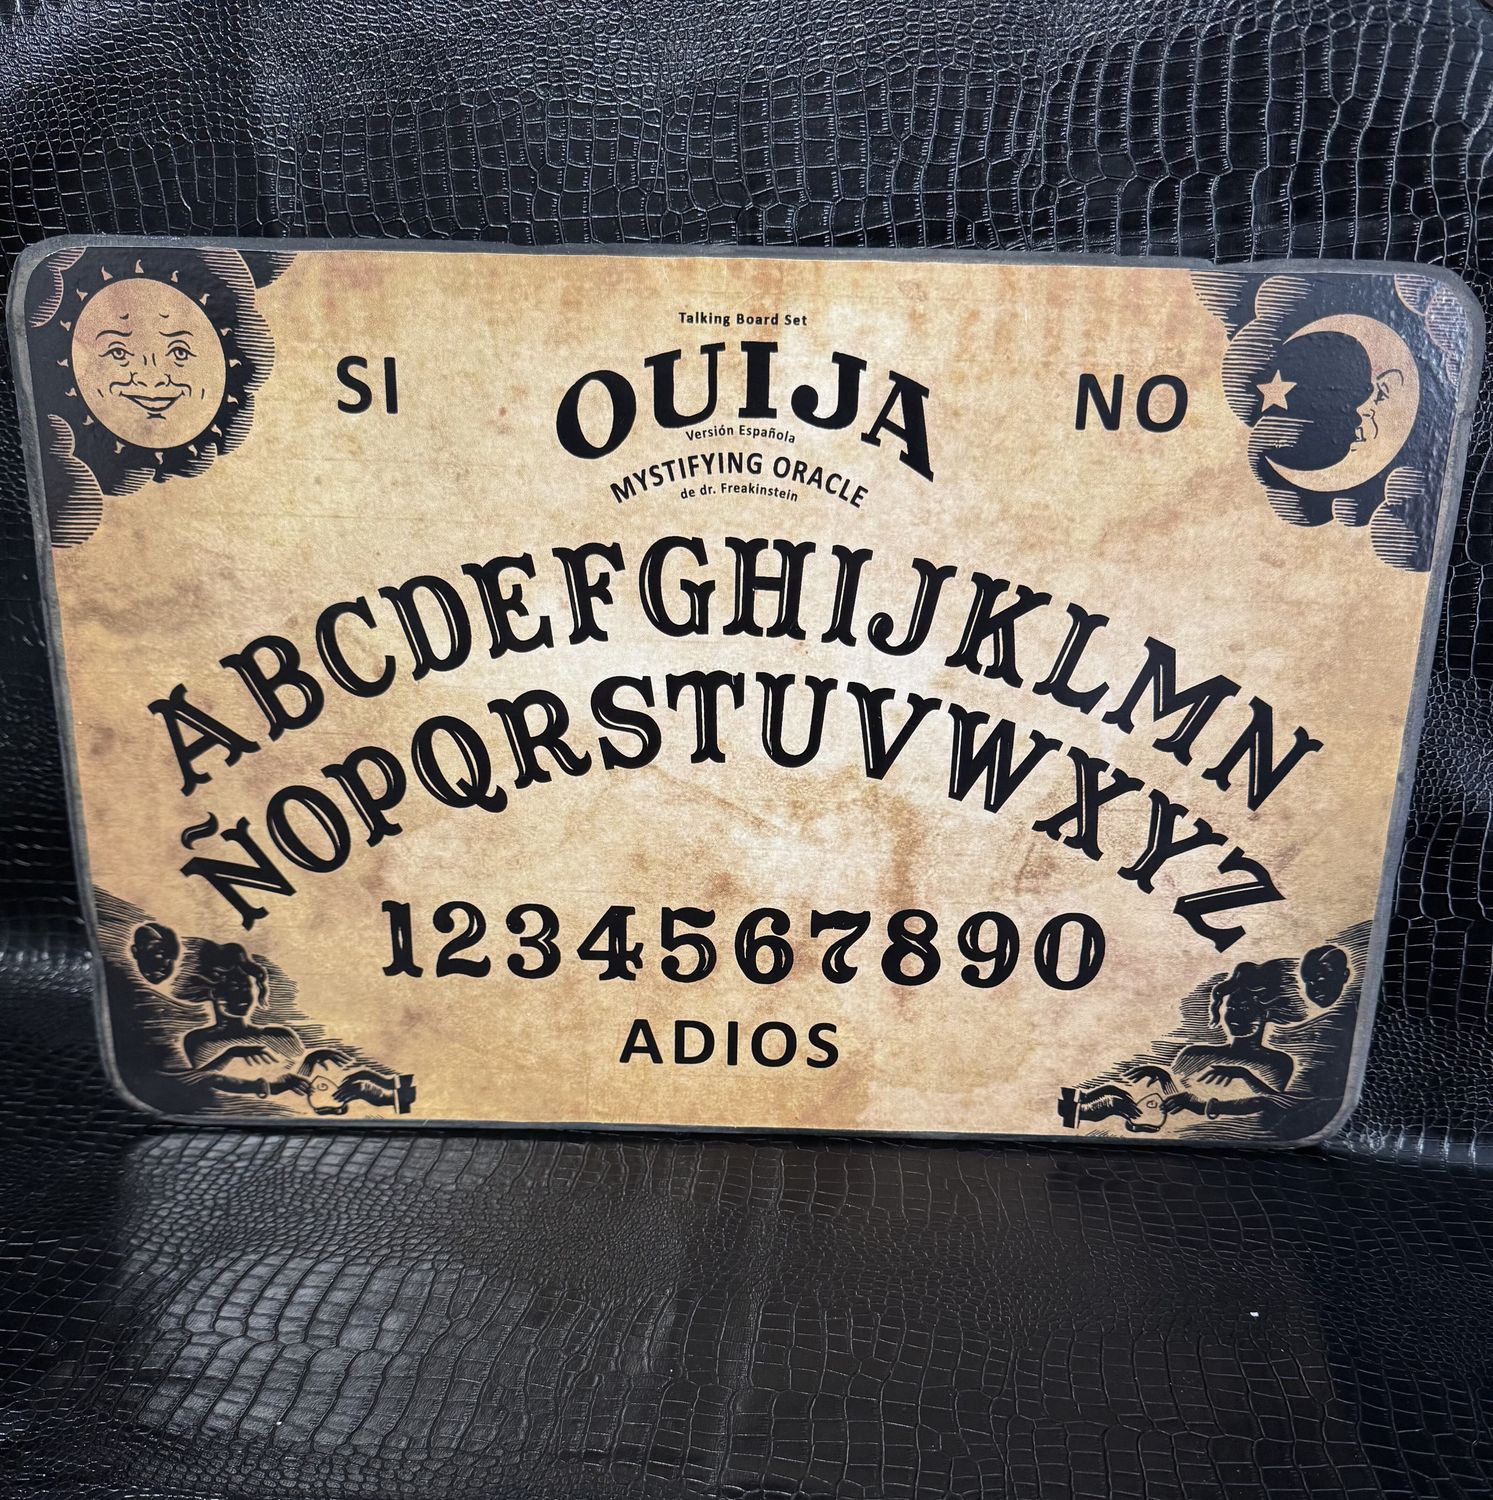 Talking Board Set
SI
OUIJA
NO
Versión Española
MYSTIFYING ORACLE
de dr. Freakinstein
ABCDEFGHIJKLMN
ÑOPQRSTUVWXYZ
1234567890
ADIOS
G
G